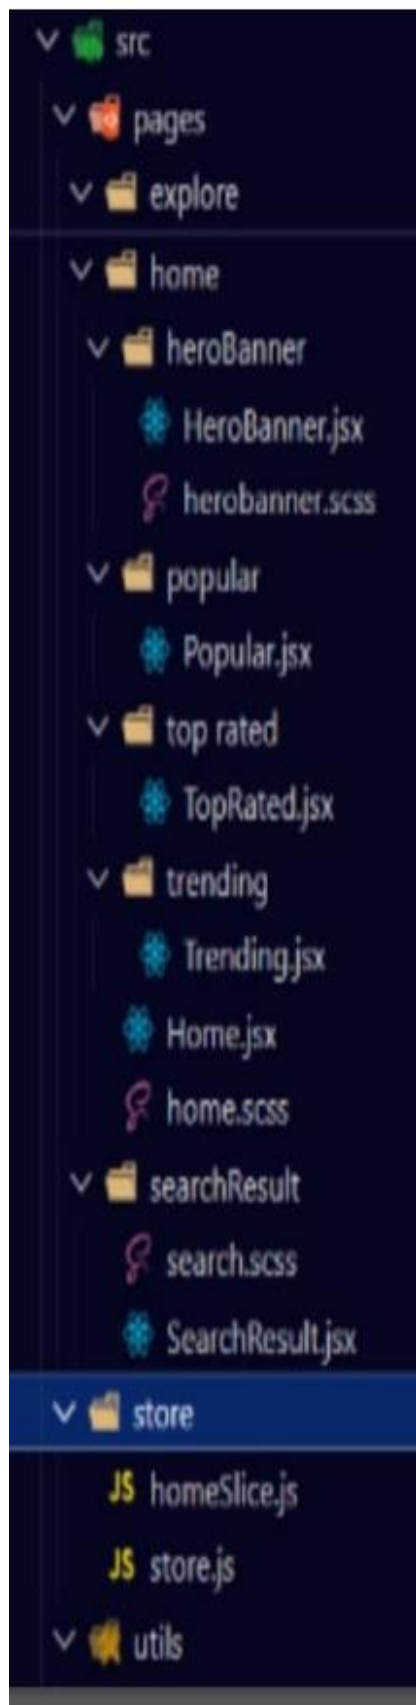 src
pages
explore
home
heroBanner
HeroBanner.jsx
herobanner.scss
popular
Popular.jsx
top rated
TopRated.jsx
trending
Trending.jsx
Home.jsx
home.scss
searchResult
search.scss
SearchResult.jsx
store
JS homeSlice.js
JS store.js
utils